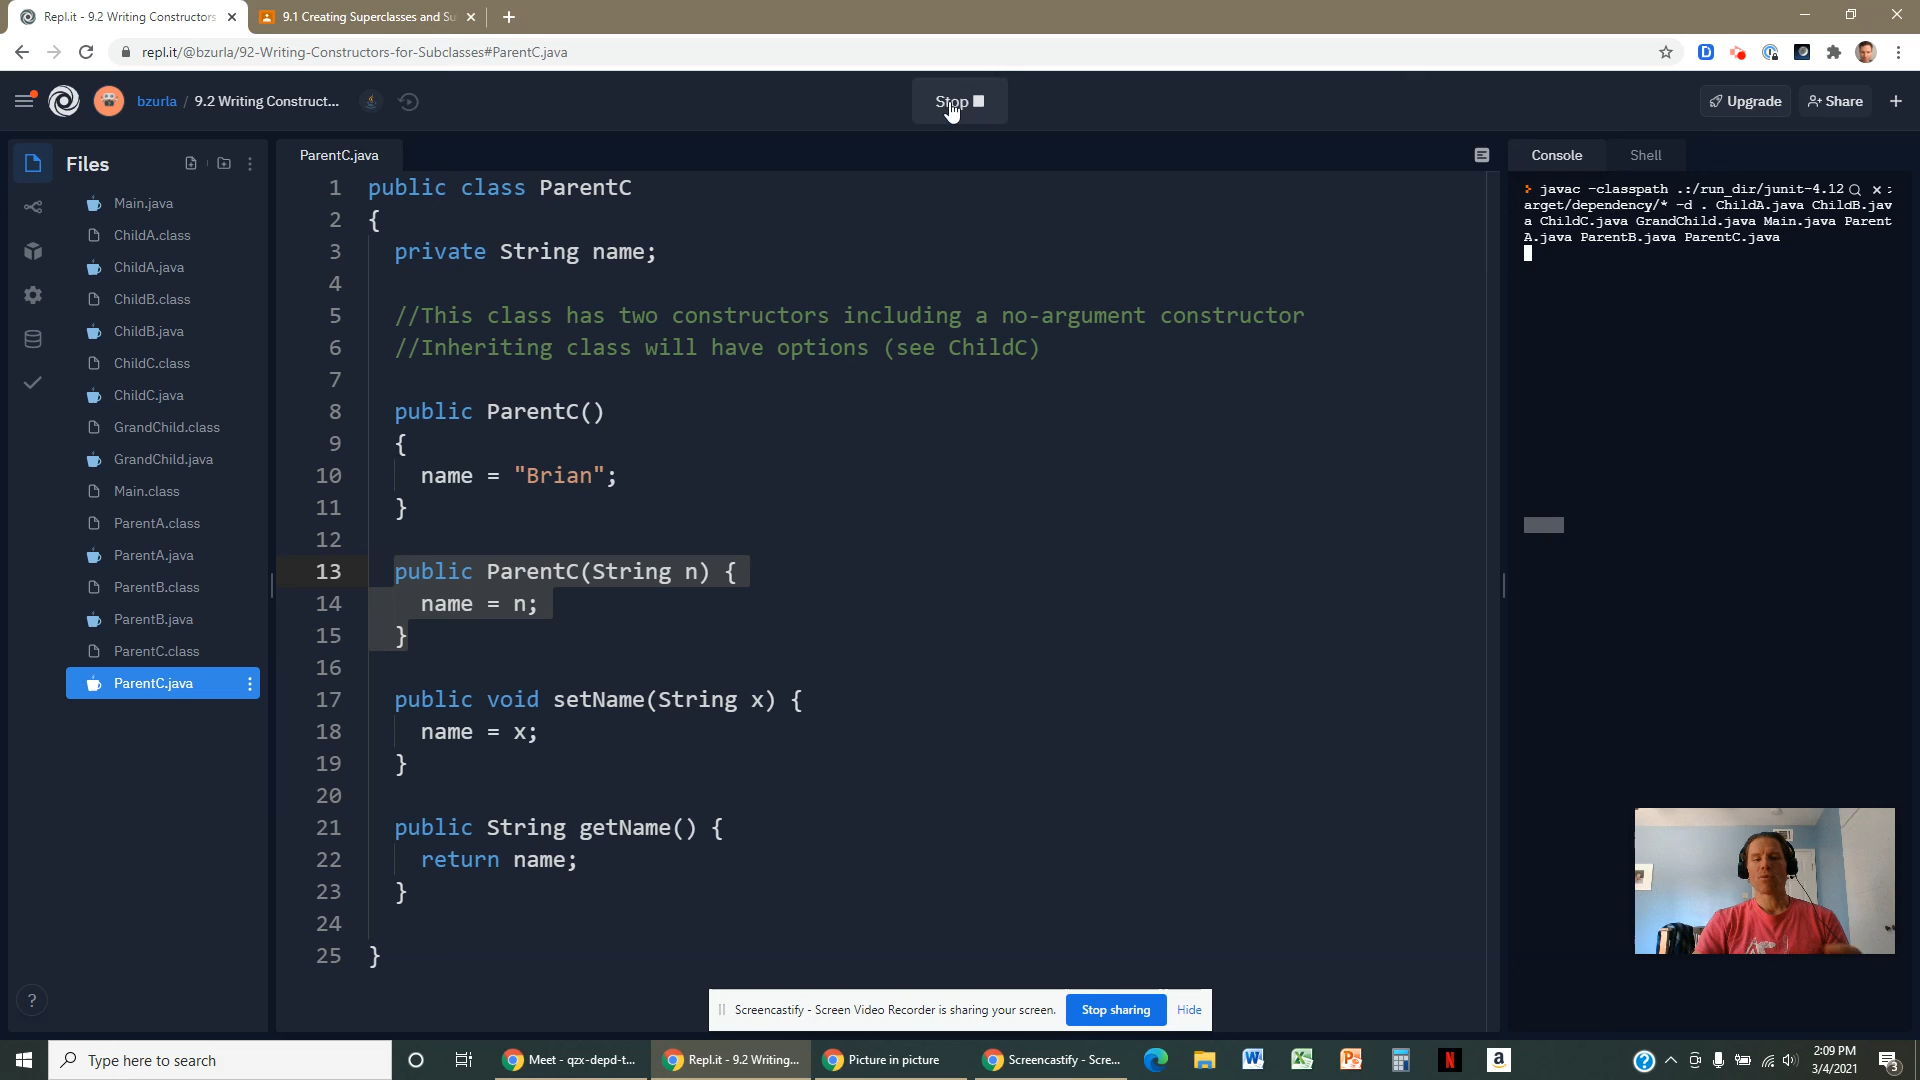 Repl.it - 9.2 Writing Constructors
9.1 Creating Superclasses and Su
repl.it/@bzurla/92-Writing-Constructors-for-Subclasses#ParentC.java
bzurla / 9.2 Writing Construct...
Stop
Upgrade
Share
Files
ParentC.java
Console
Shell
Main.java
ChildA.class
ChildA.java
ChildB.class
ChildB.java
ChildC.class
ChildC.java
GrandChild.class
GrandChild.java
Main.class
ParentA.class
ParentA.java
ParentB.class
ParentB.java
ParentC.class
ParentC.java
?
1 public class ParentC
2 {
3 private String name;
4
5 //This class has two constructors including a no-argument constructor
6 //Inheriting class will have options (see ChildC)
7
8 public ParentC()
9 {
10 name = "Brian";
11 }
12
13 public ParentC(String n) {
14 name = n;
15 }
16
17 public void setName(String x) {
18 name = x;
19 }
20
21 public String getName() {
22 return name;
23 }
24
25 }
javac -classpath .:/run_dir/junit-4.12
arget/dependency/* -d . ChildA.java ChildB.jav
a ChildC.java GrandChild.java Main.java Parent
A.java ParentB.java ParentC.java
Screencastify - Screen Video Recorder is sharing your screen.
Stop sharing
Hide
Type here to search
Meet - qzx-depd-t...
Repl.it - 9.2 Writing...
Picture in picture
Screencastify - Scre...
2:09 PM
3/4/2021
3